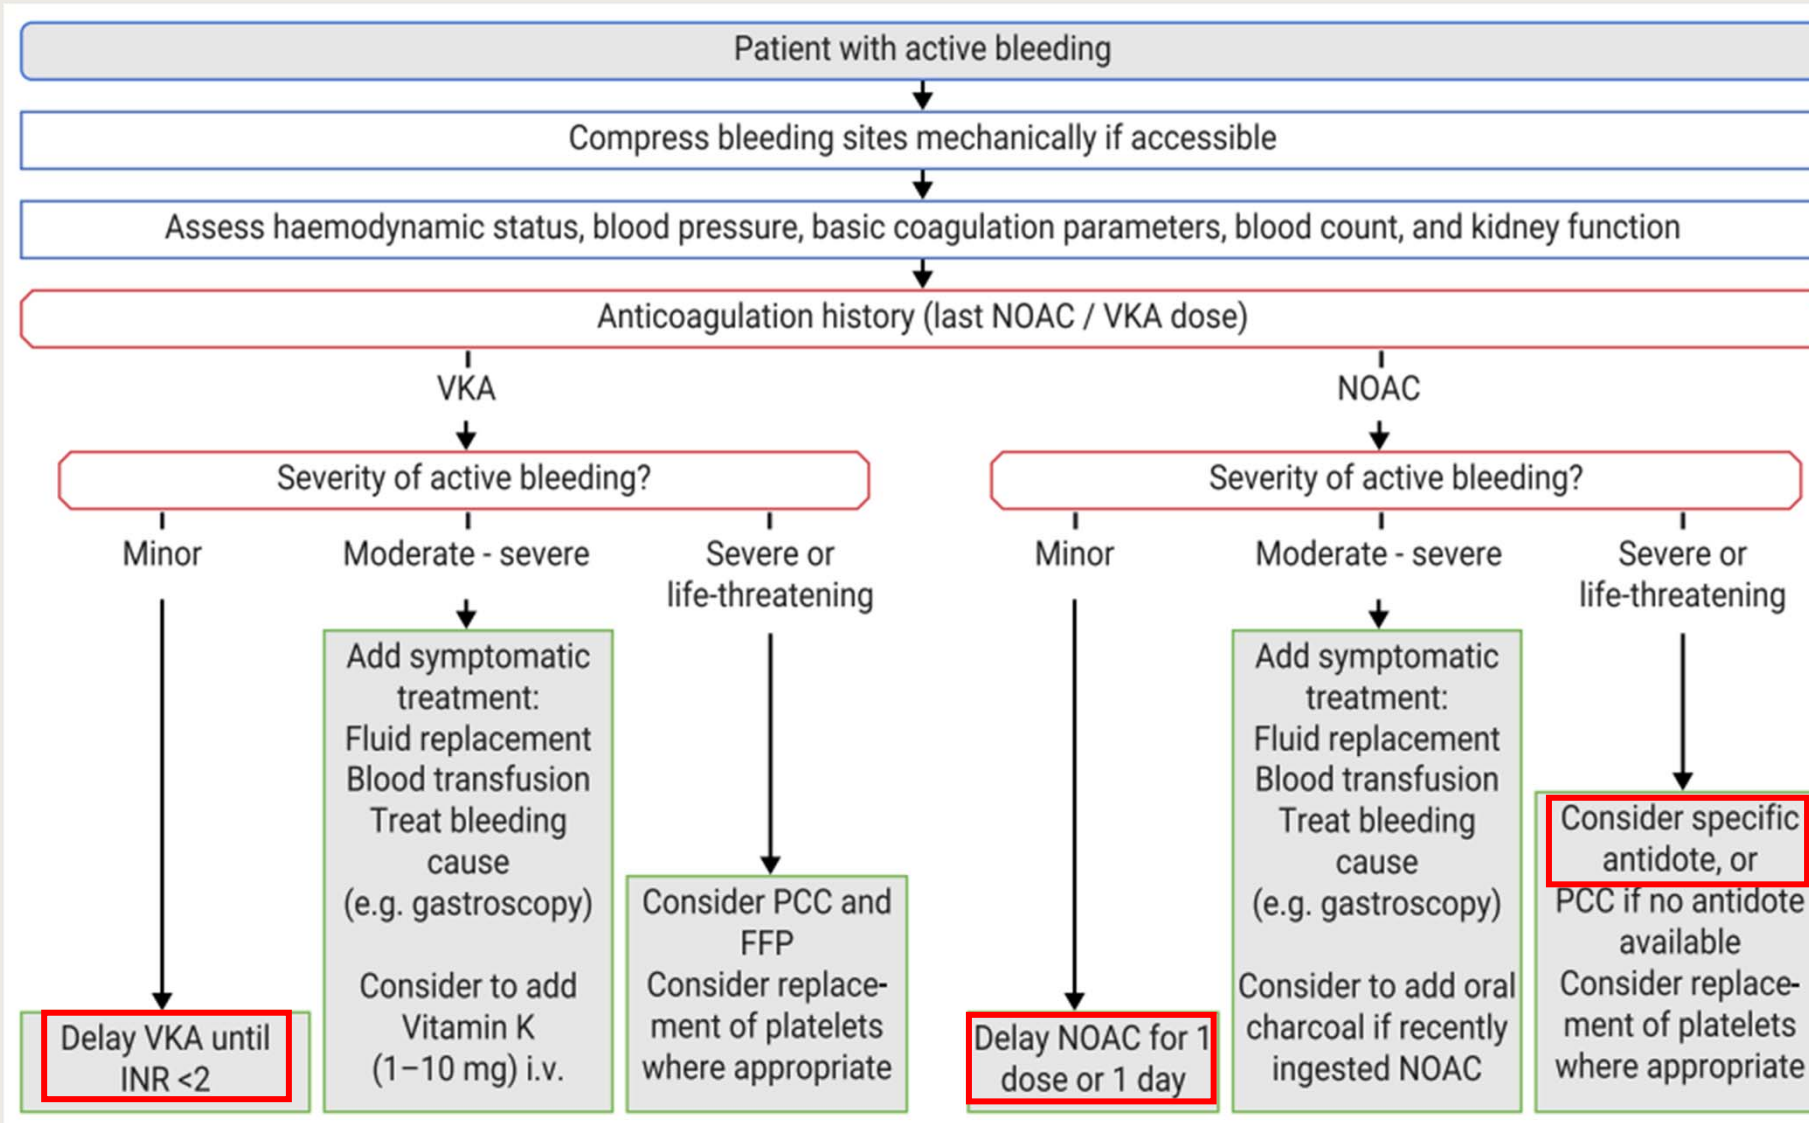 Patient with active bleeding
Compress bleeding sites mechanically if accessible
Assess haemodynamic status, blood pressure, basic coagulation parameters, blood count, and kidney function
Anticoagulation history (last NOAC / VKA dose)
VKA
NOAC
Severity of active bleeding?
Severity of active bleeding?
Minor
Moderate - severe
Severe or
life-threatening
Minor
Moderate - severe
Severe or
life-threatening
Delay VKA until
INR <2
Add symptomatic
treatment:
Fluid replacement
Blood transfusion
Treat bleeding
cause
(e.g. gastroscopy)
Consider to add
Vitamin K
(1–10 mg) i.v.
Consider PCC and
FFP
Consider replace-
ment of platelets
where appropriate
Delay NOAC for 1
dose or 1 day
Add symptomatic
treatment:
Fluid replacement
Blood transfusion
Treat bleeding
cause
(e.g. gastroscopy)
Consider to add oral
charcoal if recently
ingested NOAC
Consider specific
antidote, or
PCC if no antidote
available
Consider replace-
ment of platelets
where appropriate